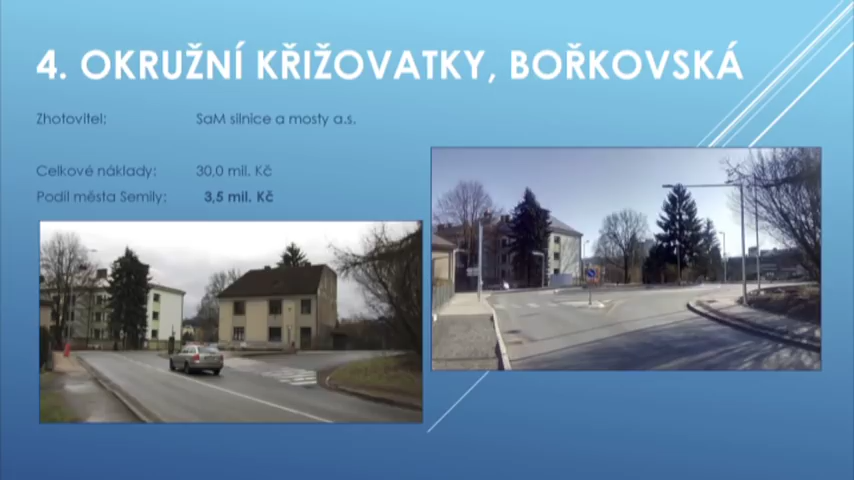 4. OKRUŽNÍ KŘIŽOVATKY, BOŘKOVSKÁ
Zhotovitel: SaM silnice a mosty a.s.
Celkové náklady: 30,0 mil. Kč
Podíl města Semily: 3,5 mil. Kč